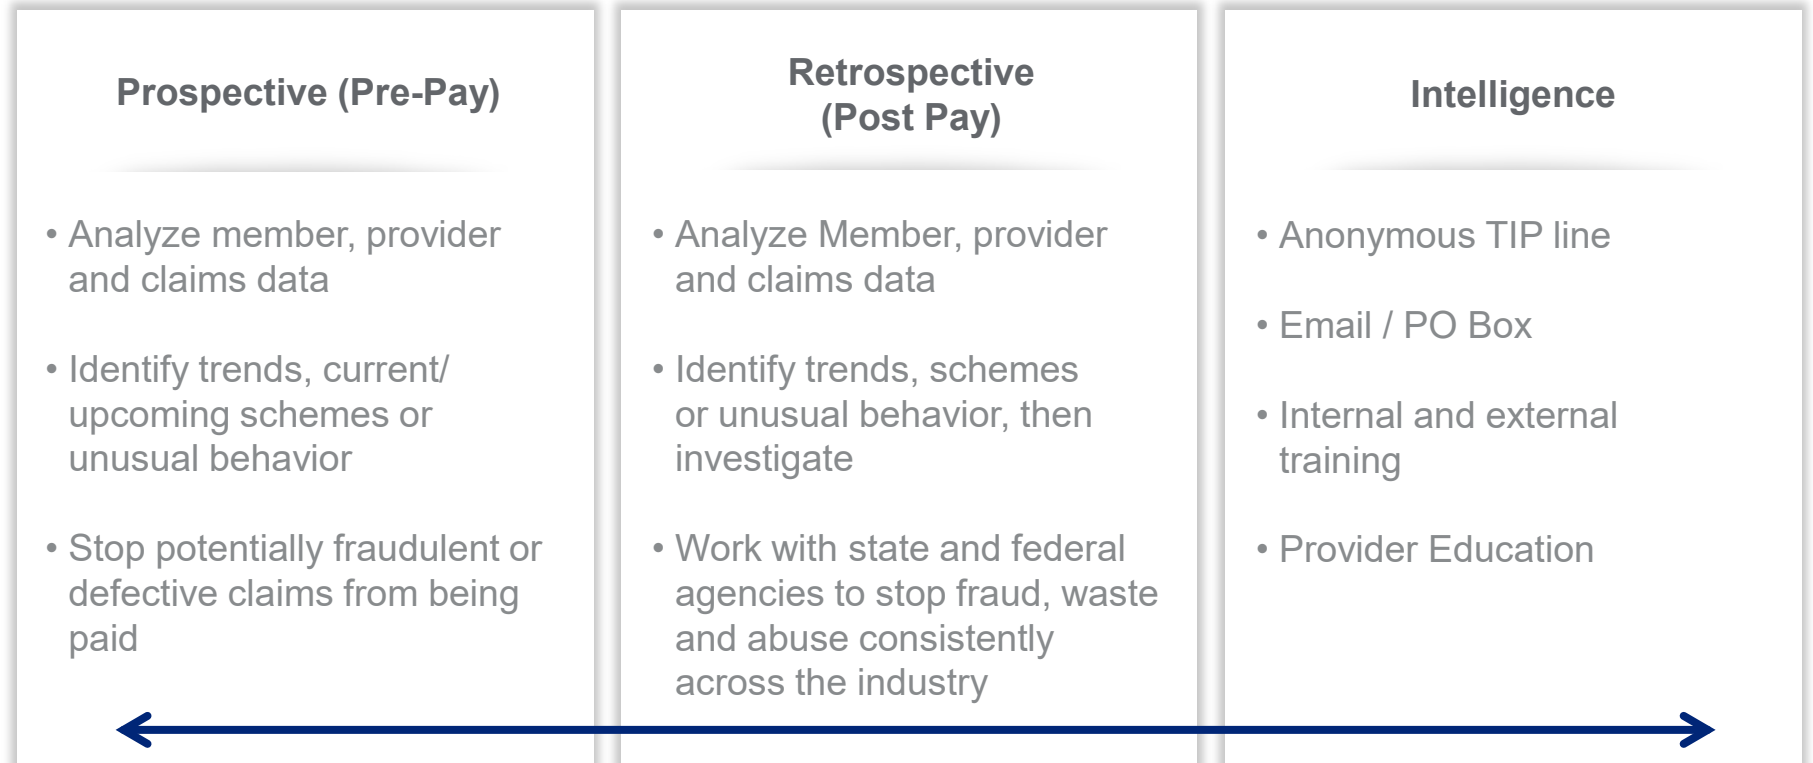 Prospective (Pre-Pay)
• Analyze member, provider
and claims data
• Identify trends, current/
upcoming schemes or
unusual behavior
• Stop potentially fraudulent or
defective claims from being
paid
Retrospective
(Post Pay)
• Analyze Member, provider
and claims data
• Identify trends, schemes
or unusual behavior, then
investigate
• Work with state and federal
agencies to stop fraud, waste
and abuse consistently
across the industry
Intelligence
• Anonymous TIP line
• Email / PO Box
• Internal and external
training
• Provider Education